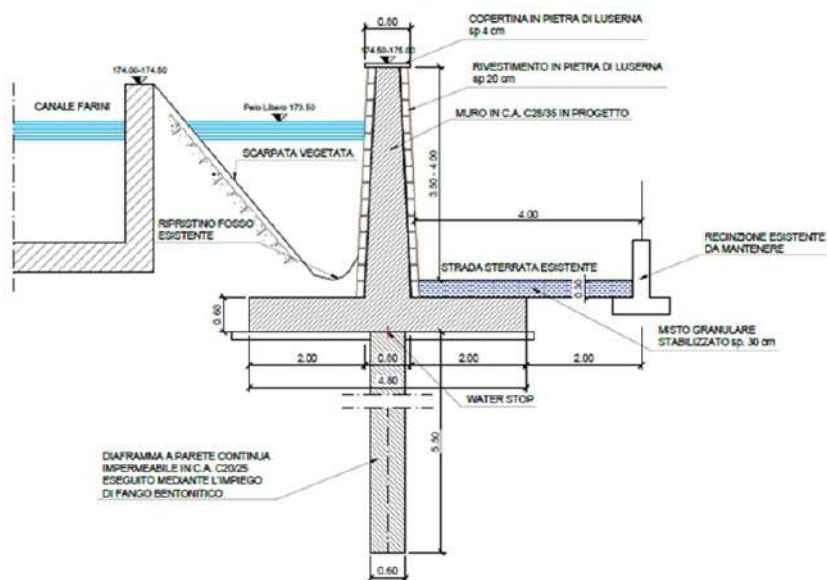 0.80
COPERTINA IN PIETRA DI LUSERNA
sp 4 cm
174.50-175.00
RIVESTIMENTO IN PIETRA DI LUSERNA
sp 20 cm
174.00-174.50
CANALE FARINI
Pelo Libero 173.50
MURO IN C.A. C28/35 IN PROGETTO
SCARPATA VEGETATA
3.50 - 4.00
4.00
RIPRISTINO FOSSO
ESISTENTE
RECINZIONE ESISTENTE
DA MANTENERE
STRADA STERRATA ESISTENTE
0.30
0.60
MISTO GRANULARE
STABILIZZATO sp. 30 cm
2.00
0.80
2.00
2.00
4.80
WATER STOP
5.50
DIAFRAMMA A PARETE CONTINUA
IMPERMEABILE IN C.A. C20/25
ESEGUITO MEDIANTE L'IMPIEGO
DI FANGO BENTONITICO
0.60